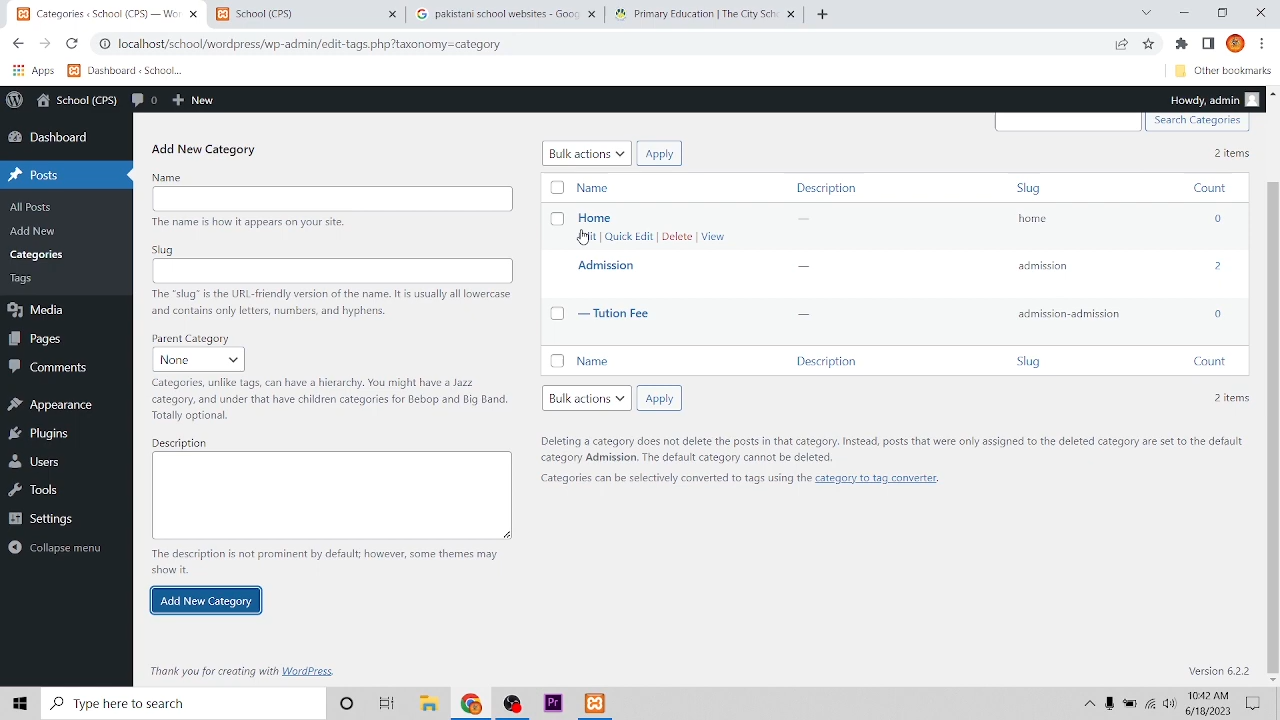 Categories ‹ School (CPS) — Wor
School (CPS)
pakistani school websites - Goog
Primary Education | The City Sch
localhost/school/wordpress/wp-admin/edit-tags.php?taxonomy=category
Apps
Dashboard ‹ School...
Other bookmarks
School (CPS)
0
New
Howdy, admin
Dashboard
Posts
All Posts
Add New
Categories
Tags
Media
Pages
Comments
Appearance
Plugins
Users
Tools
Settings
Collapse menu
Add New Category
Name
The name is how it appears on your site.
Slug
The "slug" is the URL-friendly version of the name. It is usually all lowercase
and contains only letters, numbers, and hyphens.
Parent Category
None
Categories, unlike tags, can have a hierarchy. You might have a Jazz
category, and under that have children categories for Bebop and Big Band.
Totally optional.
Description
The description is not prominent by default; however, some themes may
show it.
Add New Category
Search Categories
Bulk actions
Apply
2 items
Name Description Slug Count
Home — home 0
| Quick Edit | Delete | View
Admission — admission 2
— Tution Fee — admission-admission 0
Name Description Slug Count
Bulk actions
Apply
2 items
Deleting a category does not delete the posts in that category. Instead, posts that were only assigned to the deleted category are set to the default
category Admission. The default category cannot be deleted.
Categories can be selectively converted to tags using the category to tag converter.
Thank you for creating with WordPress.
Version 6.2.2
Type here to search
Pr
10:42 AM
6/18/2023